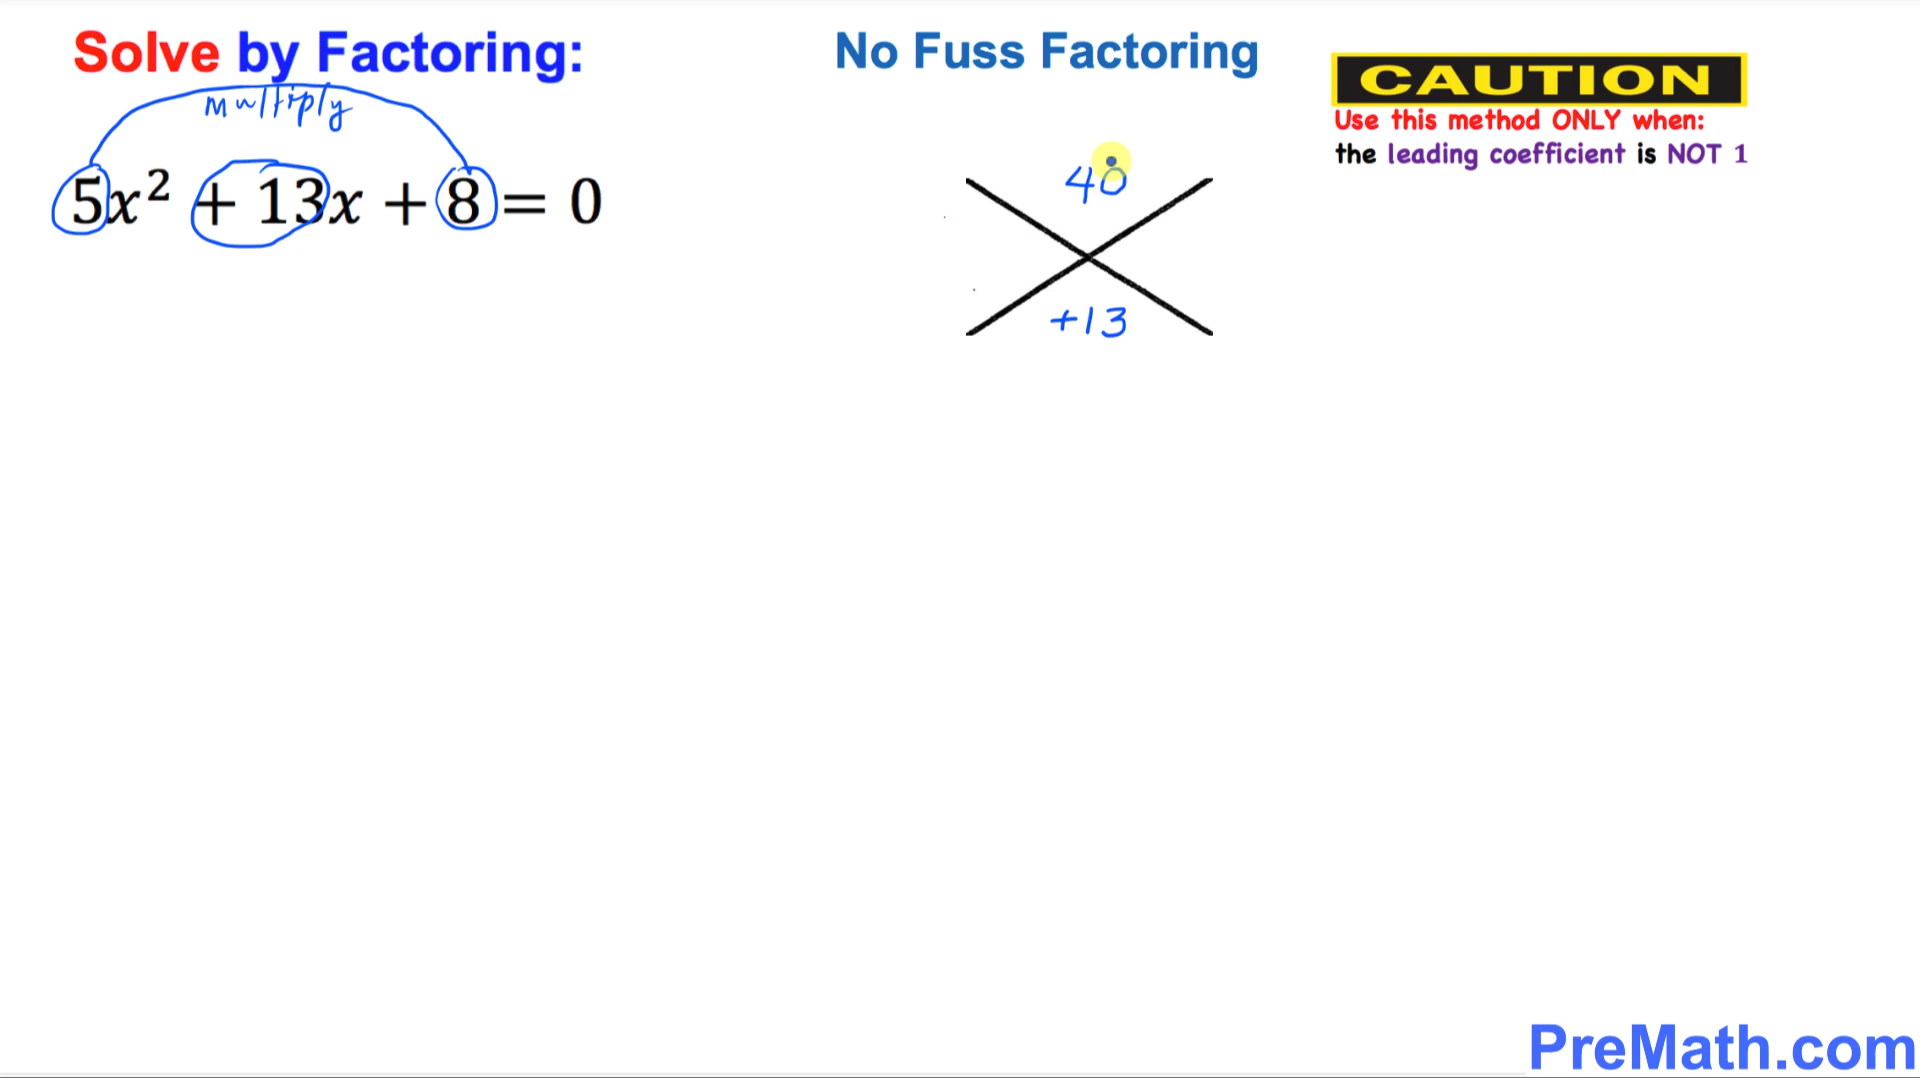 Solve by Factoring:
multiply
5x² + 13x + 8 = 0
No Fuss Factoring
40
+13
CAUTION
Use this method ONLY when:
the leading coefficient is NOT 1
PreMath.com